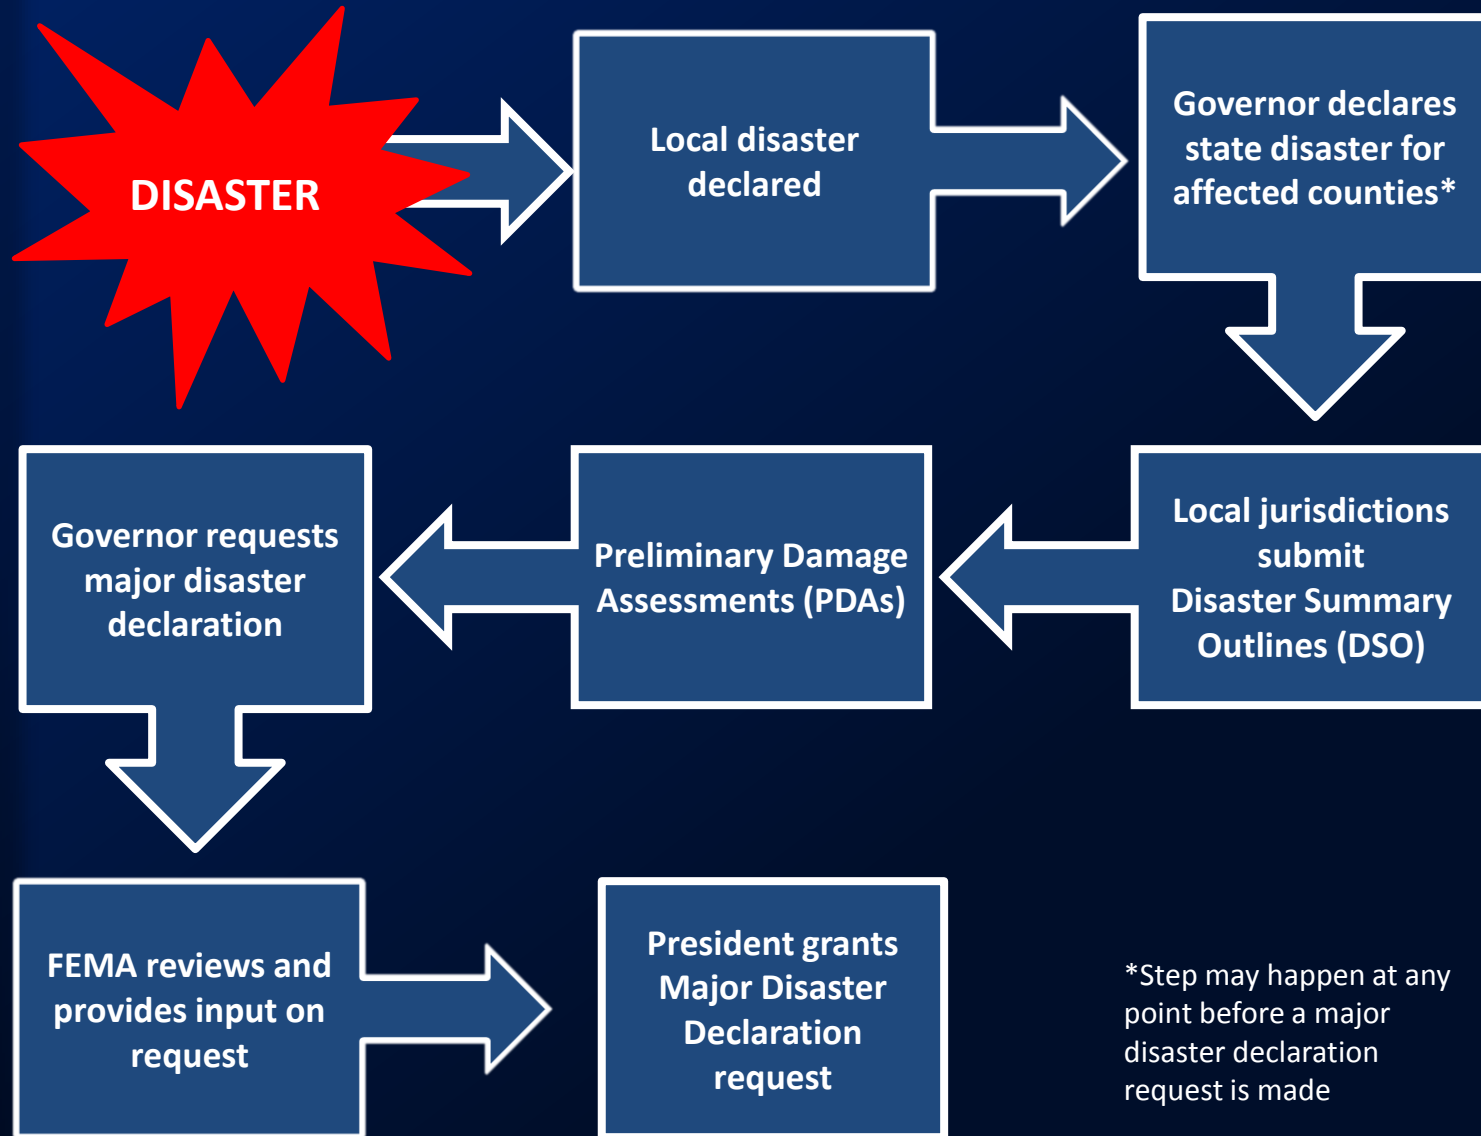 DISASTER
Local disaster
declared
Governor declares
state disaster for
affected counties*
Local jurisdictions
submit
Disaster Summary
Outlines (DSO)
Preliminary Damage
Assessments (PDAs)
Governor requests
major disaster
declaration
FEMA reviews and
provides input on
request
President grants
Major Disaster
Declaration
request
*Step may happen at any
point before a major
disaster declaration
request is made